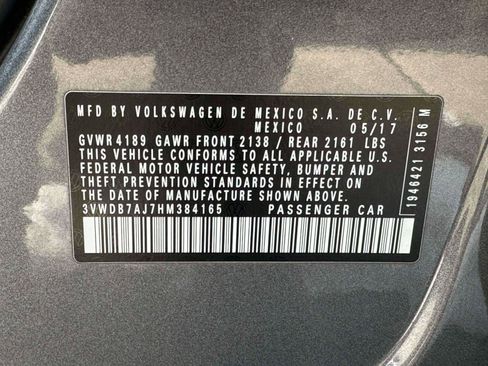 MFD BY VOLKSWAGEN DE MEXICO S.A. DE C.V.
MEXICO 05/17
GVWR 4189 GAWR FRONT 2138 / REAR 2161 LBS
THIS VEHICLE CONFORMS TO ALL APPLICABLE U.S.
FEDERAL MOTOR VEHICLE SAFETY, BUMPER AND
THEFT PREVENTION STANDARDS IN EFFECT ON THE
DATE OF MANUFACTURE SHOWN ABOVE.
3VWDB7AJ7HM384165 PASSENGER CAR
1946421 3156 M